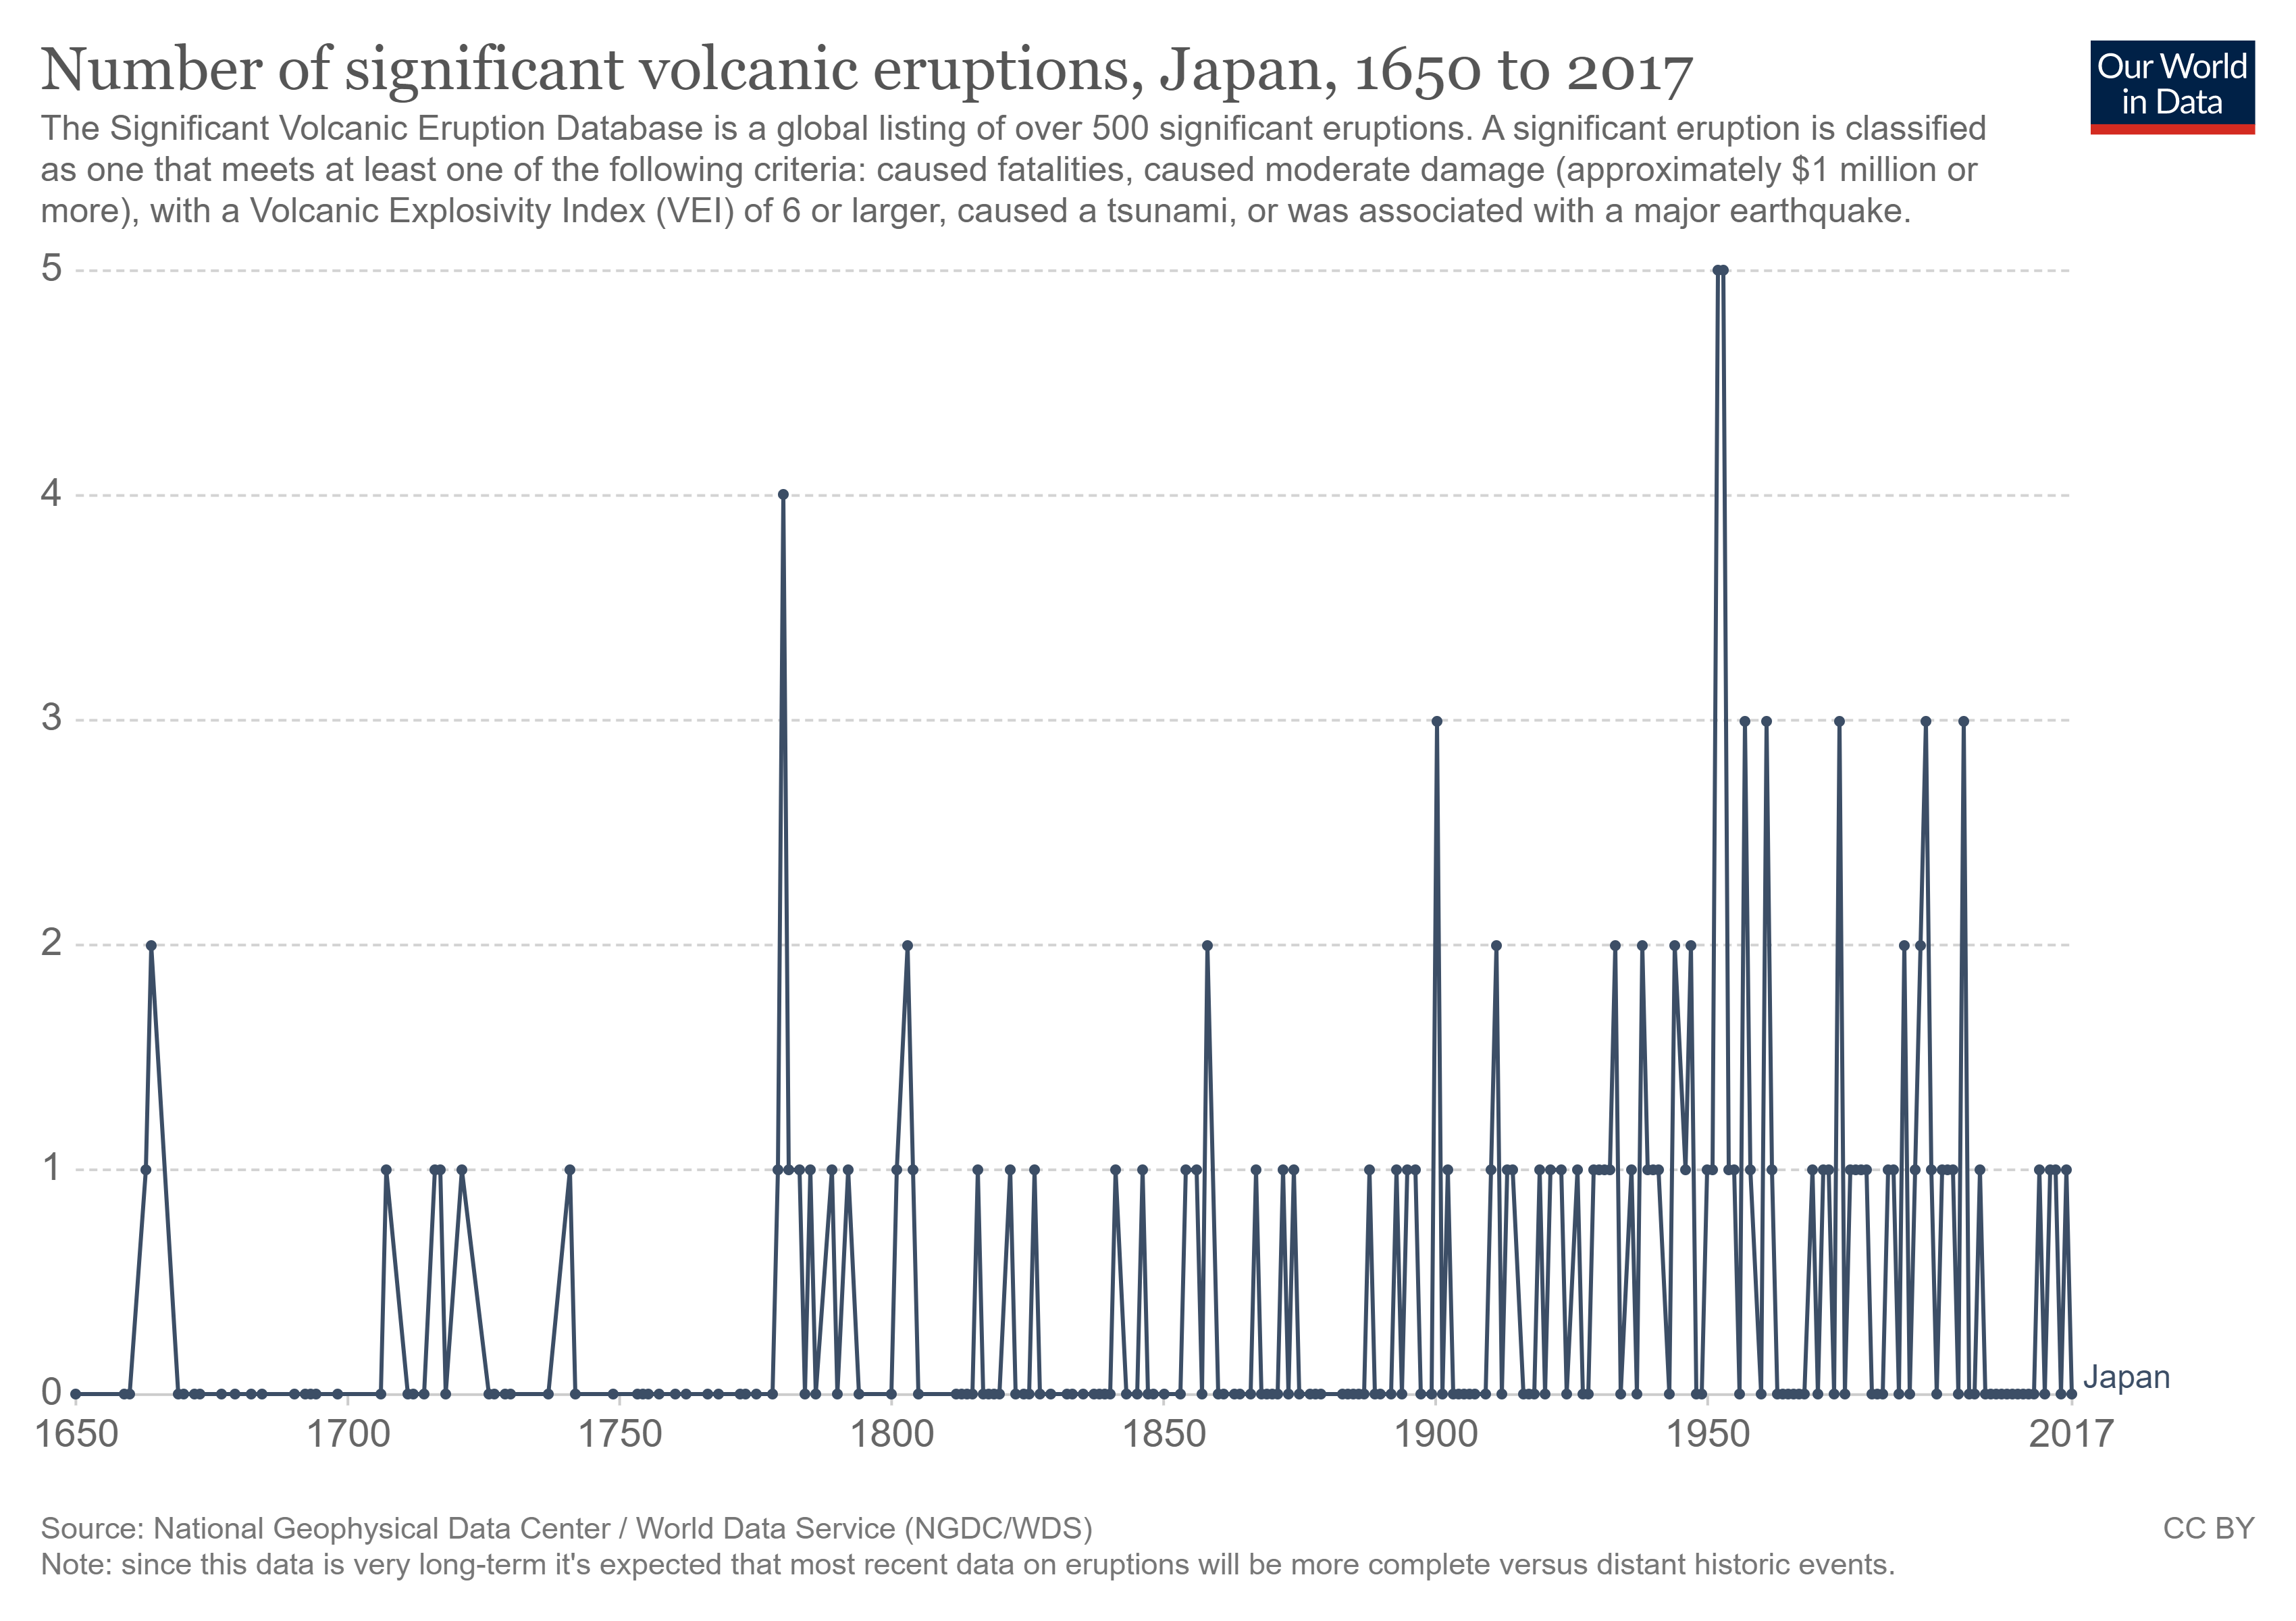 Number of significant volcanic eruptions, Japan, 1650 to 2017
Our World
in Data
The Significant Volcanic Eruption Database is a global listing of over 500 significant eruptions. A significant eruption is classified
as one that meets at least one of the following criteria: caused fatalities, caused moderate damage (approximately $1 million or
more), with a Volcanic Explosivity Index (VEI) of 6 or larger, caused a tsunami, or was associated with a major earthquake.
5
4
3
2
1
0
Japan
1650 1700 1750 1800 1850 1900 1950 2017
Source: National Geophysical Data Center / World Data Service (NGDC/WDS)
CC BY
Note: since this data is very long-term it's expected that most recent data on eruptions will be more complete versus distant historic events.